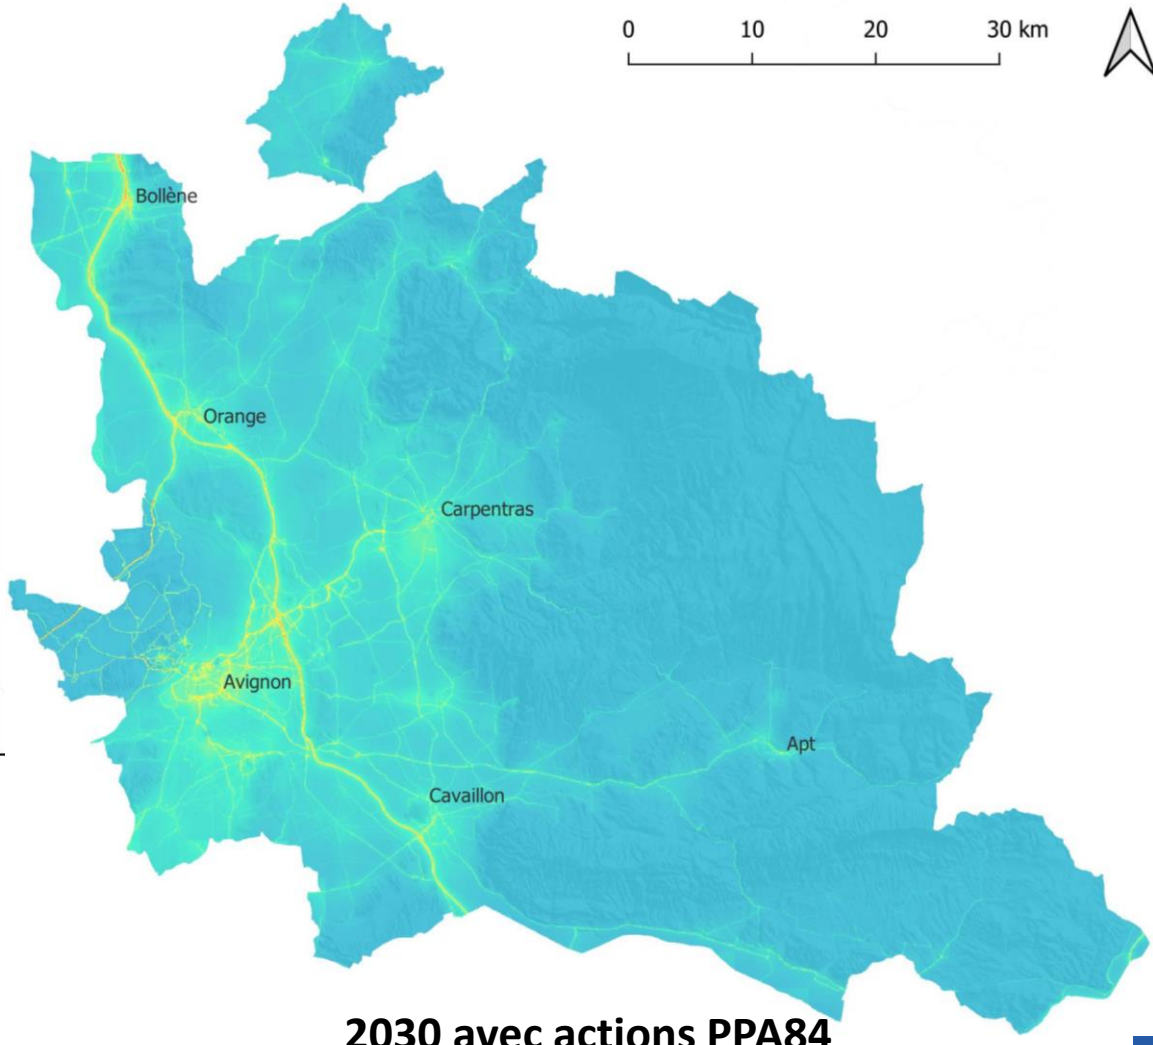 0 10 20 30 km
Bollène
Orange
Carpentras
Avignon
Apt
Cavaillon
2030 avec actions PPA84